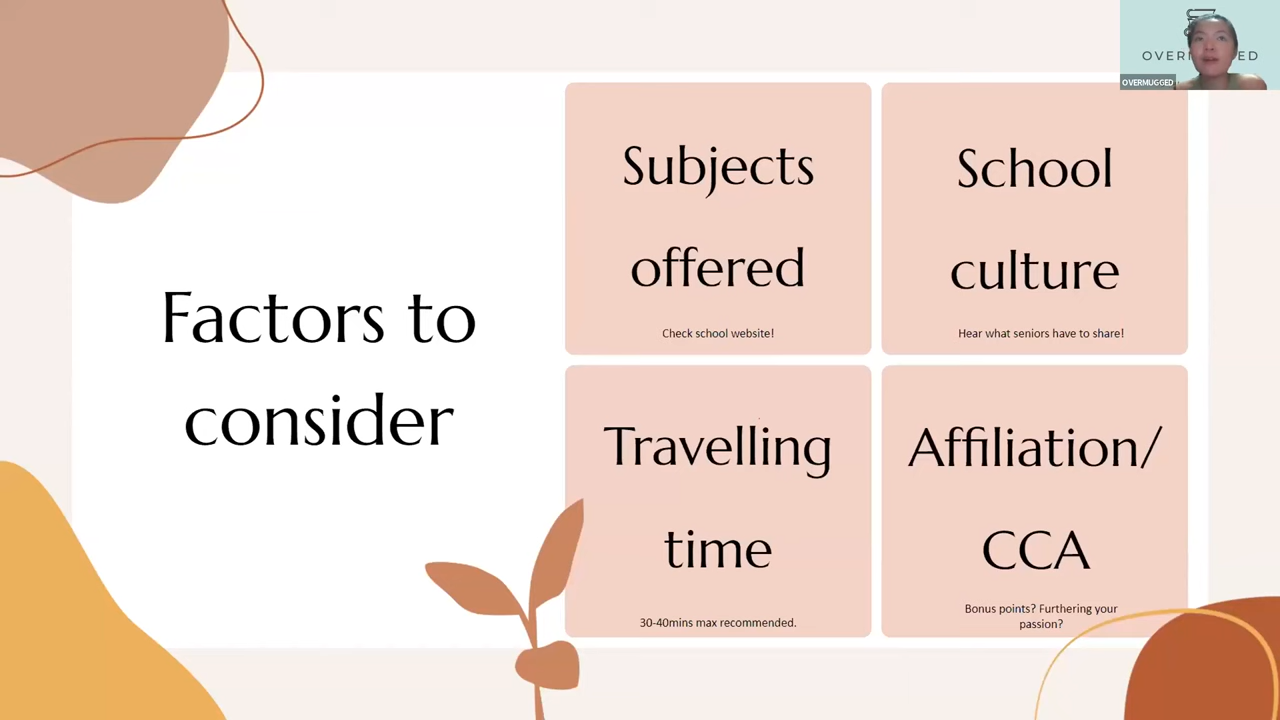 Factors to
consider
Subjects
offered
Check school website!
School
culture
Hear what seniors have to share!
Travelling
time
30-40mins max recommended.
Affiliation/
CCA
Bonus points? Furthering your
passion?
OVERMUGGED